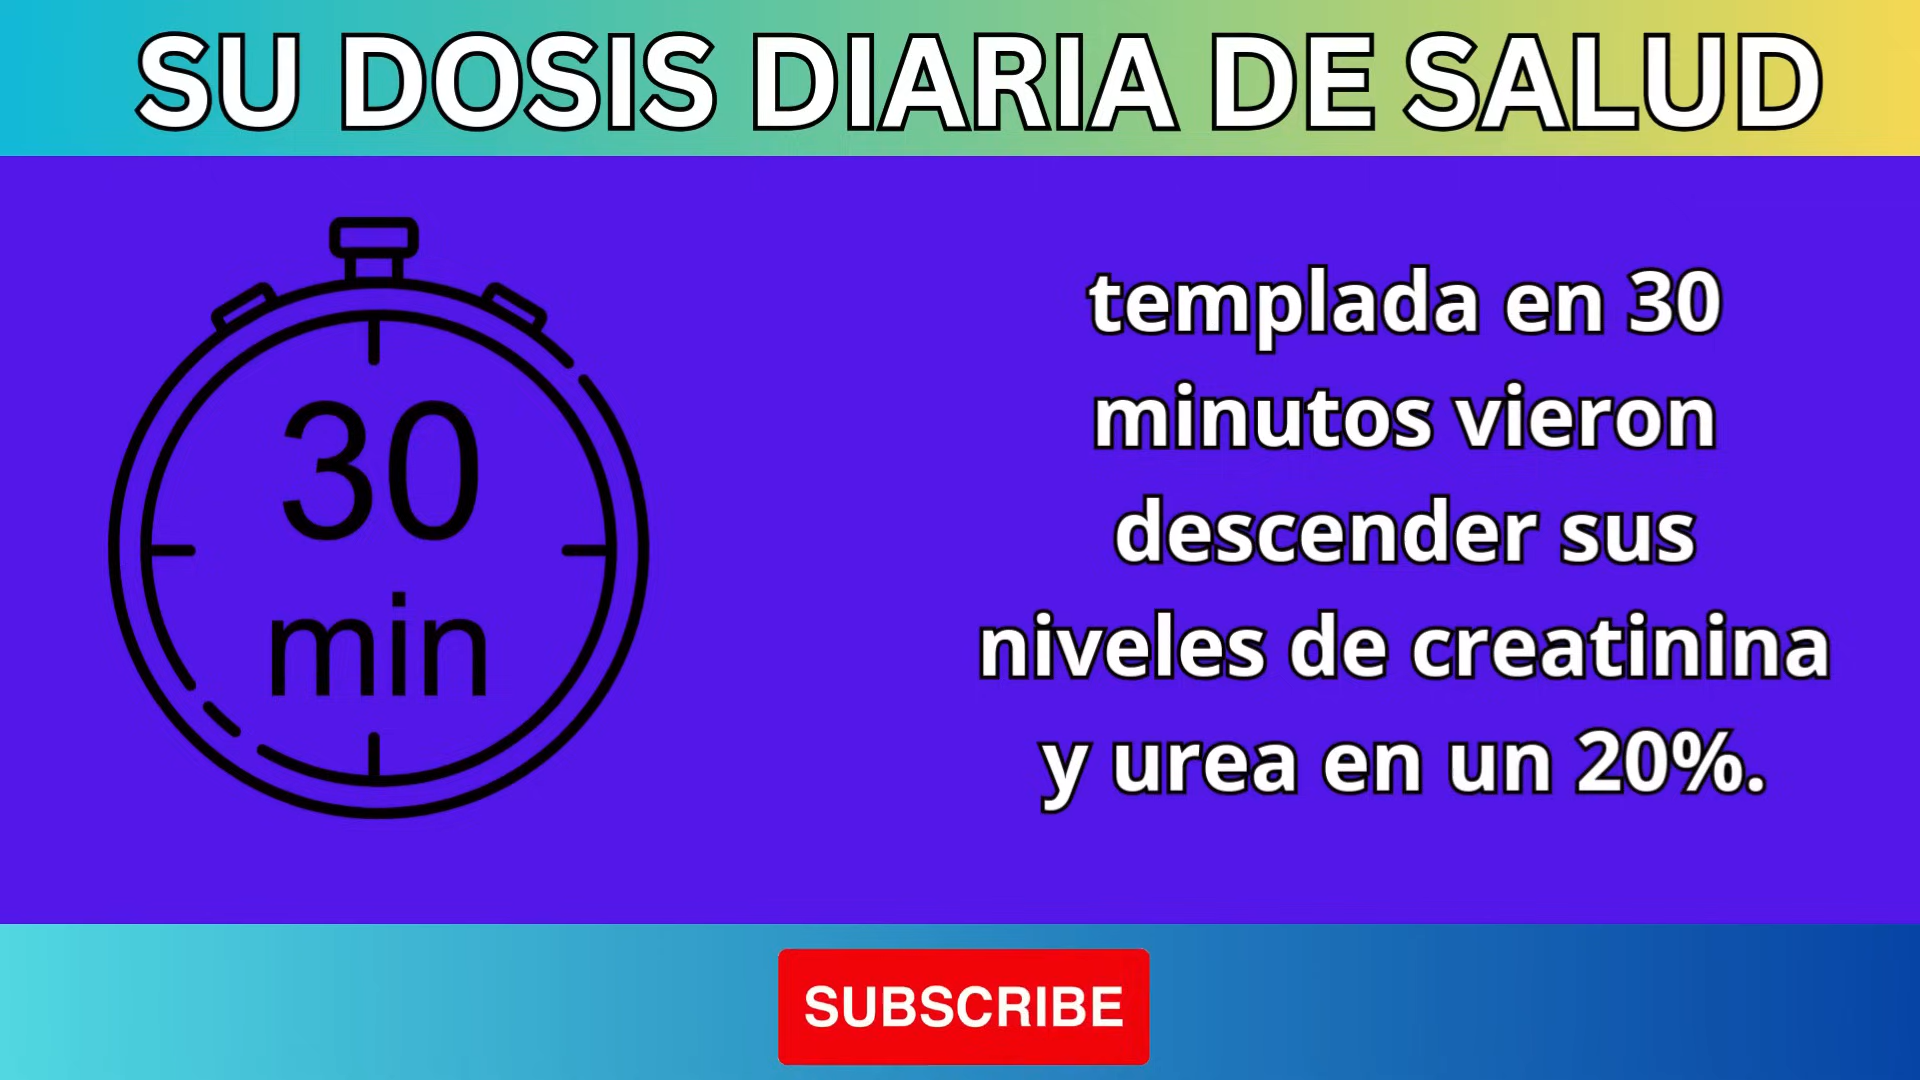 SU DOSIS DIARIA DE SALUD
30
min
templada en 30
minutos vieron
descender sus
niveles de creatinina
y urea en un 20%.
SUBSCRIBE